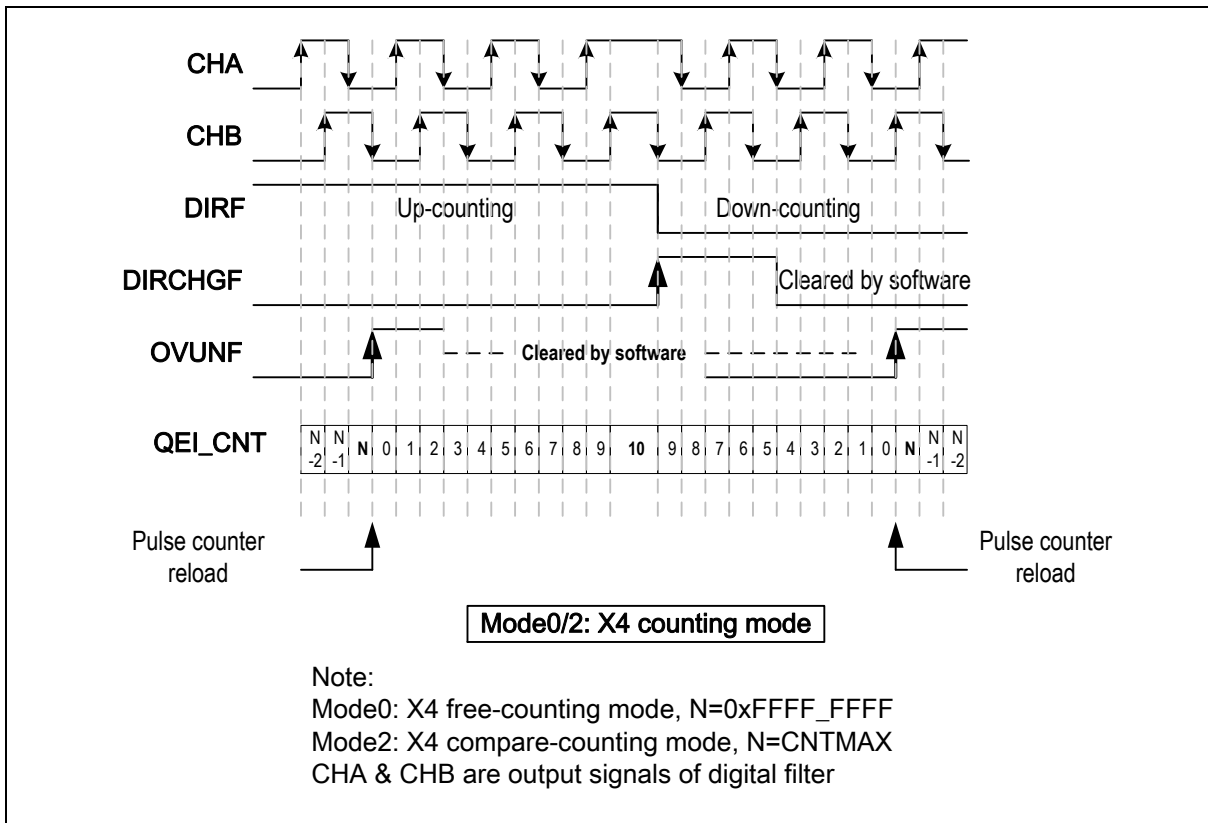 CHA
CHB
DIRF
Up-counting
Down-counting
DIRCHGF
Cleared by software
OVUNF
Cleared by software
QEI_CNT
N-2 N-1 N 0 1 2 3 4 5 6 7 8 9 10 9 8 7 6 5 4 3 2 1 0 N N-1 N-2
Pulse counter
reload
Pulse counter
reload
Mode0/2: X4 counting mode
Note:
Mode0: X4 free-counting mode, N=0xFFFF_FFFF
Mode2: X4 compare-counting mode, N=CNTMAX
CHA & CHB are output signals of digital filter